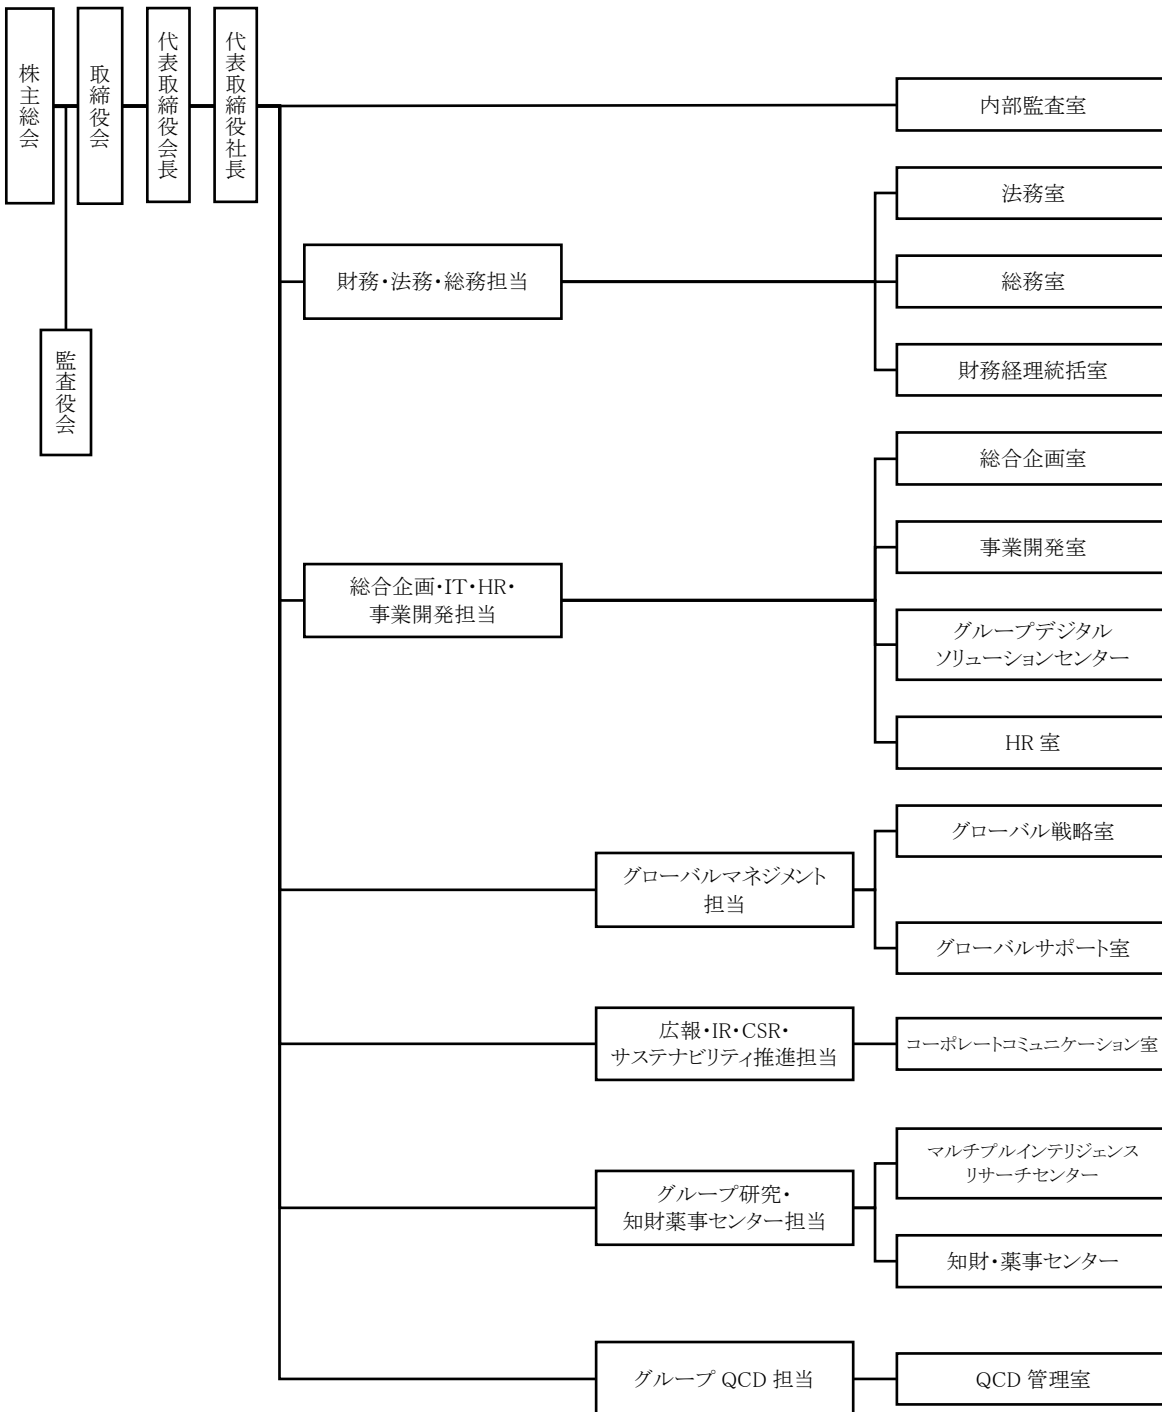 株主総会
取締役会
代表取締役会長
代表取締役社長
監査役会
内部監査室
財務・法務・総務担当
法務室
総務室
財務経理統括室
総合企画・IT・HR・
事業開発担当
総合企画室
事業開発室
グループデジタル
ソリューションセンター
HR 室
グローバルマネジメント
担当
グローバル戦略室
グローバルサポート室
広報・IR・CSR・
サステナビリティ推進担当
コーポレートコミュニケーション室
グループ研究・
知財薬事センター担当
マルチプルインテリジェンス
リサーチセンター
知財・薬事センター
グループ QCD 担当
QCD 管理室